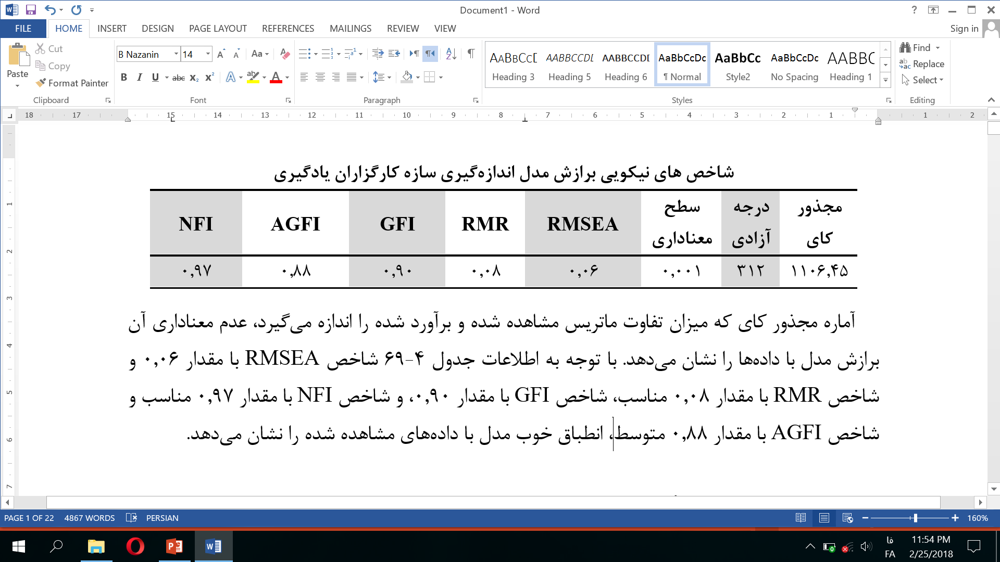 Document1 - Word
FILE HOME INSERT DESIGN PAGE LAYOUT REFERENCES MAILINGS REVIEW VIEW Sign in
Paste
Cut
Copy
Format Painter
Clipboard
B Nazanin 14
Font
Paragraph
AaBbCcD AABBCCDD AABBCCDD AaBbCcDc AaBbCc AaBbCcDc AABBC
Heading 3 Heading 5 Heading 6 ¶ Normal Style2 No Spacing Heading 1
Styles
Find
Replace
Select
Editing
18 17 15 14 13 12 11 10 9 8 7 6 5 4 3 2 1 1 2
شاخص های نیکویی برازش مدل اندازه‌گیری سازه کارگزاران یادگیری
مجذور کای درجه آزادی سطح معناداری RMSEA RMR GFI AGFI NFI
۱۱۰۶,۴۵ ۳۱۲ ۰,۰۰۱ ۰,۰۶ ۰,۰۸ ۰,۹۰ ۰,۸۸ ۰,۹۷
آماره مجذور کای که میزان تفاوت ماتریس مشاهده شده و برآورد شده را اندازه می‌گیرد، عدم معناداری آن
برازش مدل با داده‌ها را نشان می‌دهد. با توجه به اطلاعات جدول ۴-۶۹ شاخص RMSEA با مقدار ۰,۰۶ و
شاخص RMR با مقدار ۰,۰۸ مناسب، شاخص GFI با مقدار ۰,۹۰، و شاخص NFI با مقدار ۰,۹۷ مناسب و
شاخص AGFI با مقدار ۰,۸۸ متوسط، انطباق خوب مدل با داده‌های مشاهده شده را نشان می‌دهد.
1
2
3
4
5
6
7
PAGE 1 OF 22 4867 WORDS PERSIAN 160%
فا
FA
11:54 PM
2/25/2018